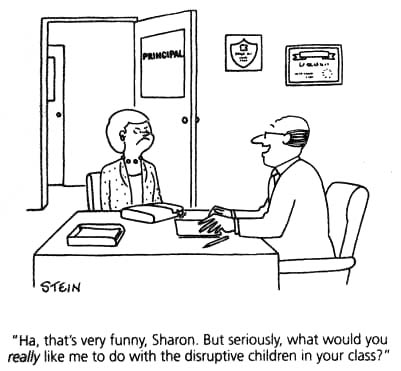 PRINCIPAL
STEIN
"Ha, that's very funny, Sharon. But seriously, what would you
really like me to do with the disruptive children in your class?"